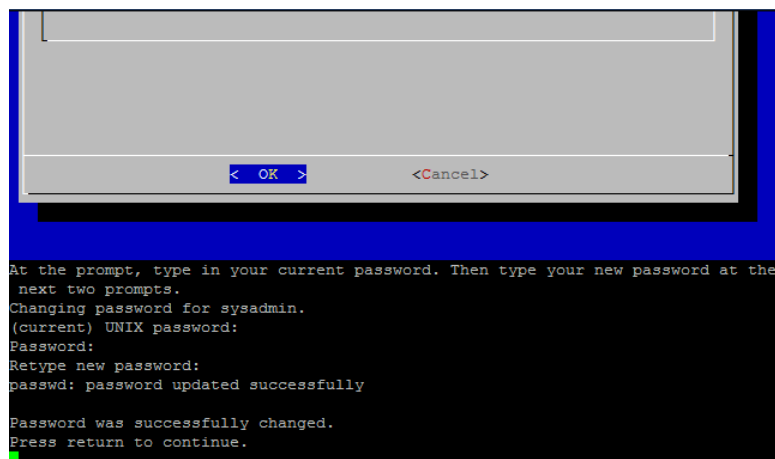 < OK > <Cancel>
At the prompt, type in your current password. Then type your new password at the
next two prompts.
Changing password for sysadmin.
(current) UNIX password:
Password:
Retype new password:
passwd: password updated successfully
Password was successfully changed.
Press return to continue.